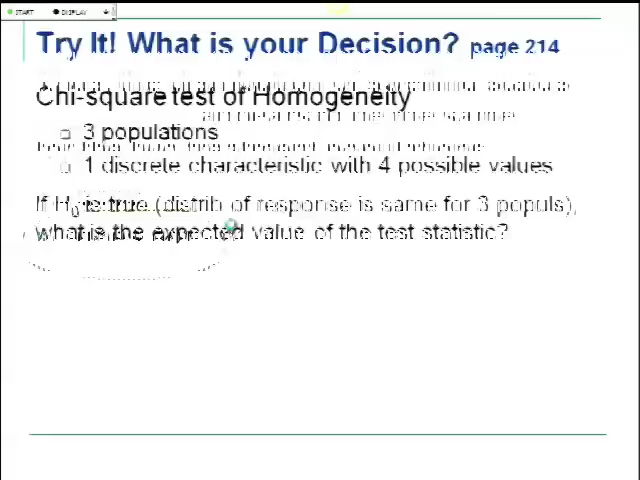 START DISPLAY
Try It! What is your Decision? page 214
Chi-square test of Homogeneity
3 populations
1 discrete characteristic with 4 possible values
If H0 is true (distrib of response is same for 3 populs),
what is the expected value of the test statistic?